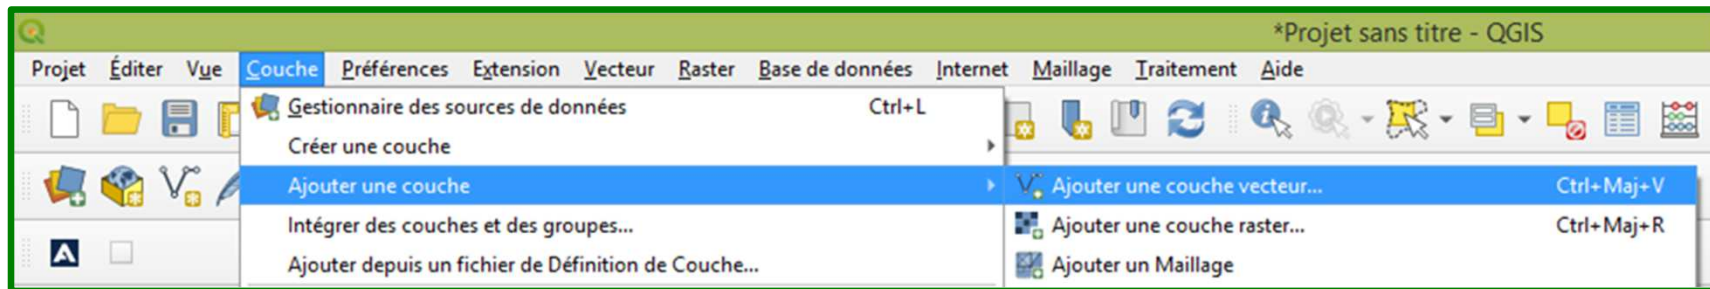 *Projet sans titre - QGIS
Projet Éditer Vue Couche Préférences Extension Vecteur Raster Base de données Internet Maillage Traitement Aide
Gestionnaire des sources de données Ctrl+L
Créer une couche
Ajouter une couche
Ajouter une couche vecteur... Ctrl+Maj+V
Intégrer des couches et des groupes...
Ajouter une couche raster... Ctrl+Maj+R
Ajouter depuis un fichier de Définition de Couche...
Ajouter un Maillage